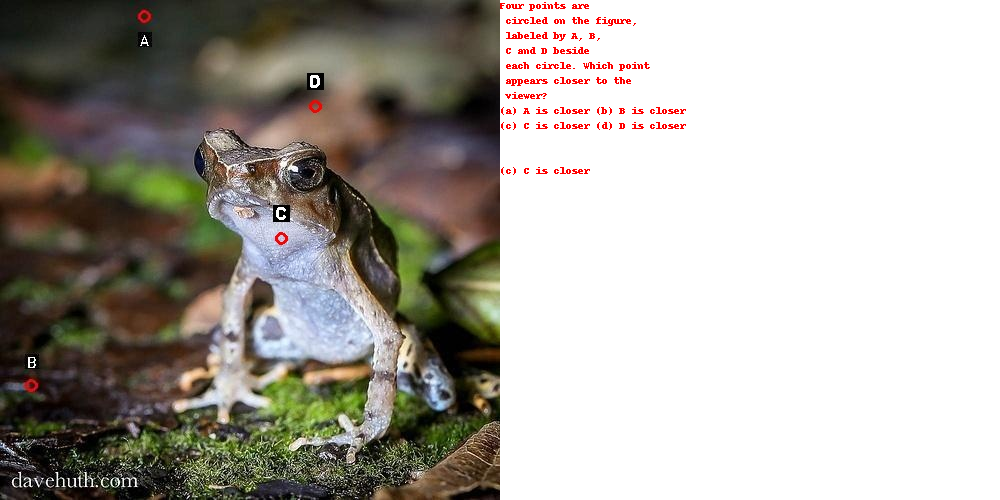 Four points are
circled on the figure,
labeled by A, B,
C and D beside
each circle. Which point
appears closer to the
viewer?
(a) A is closer (b) B is closer
(c) C is closer (d) D is closer
(c) C is closer
A
D
C
B
davehuth.com